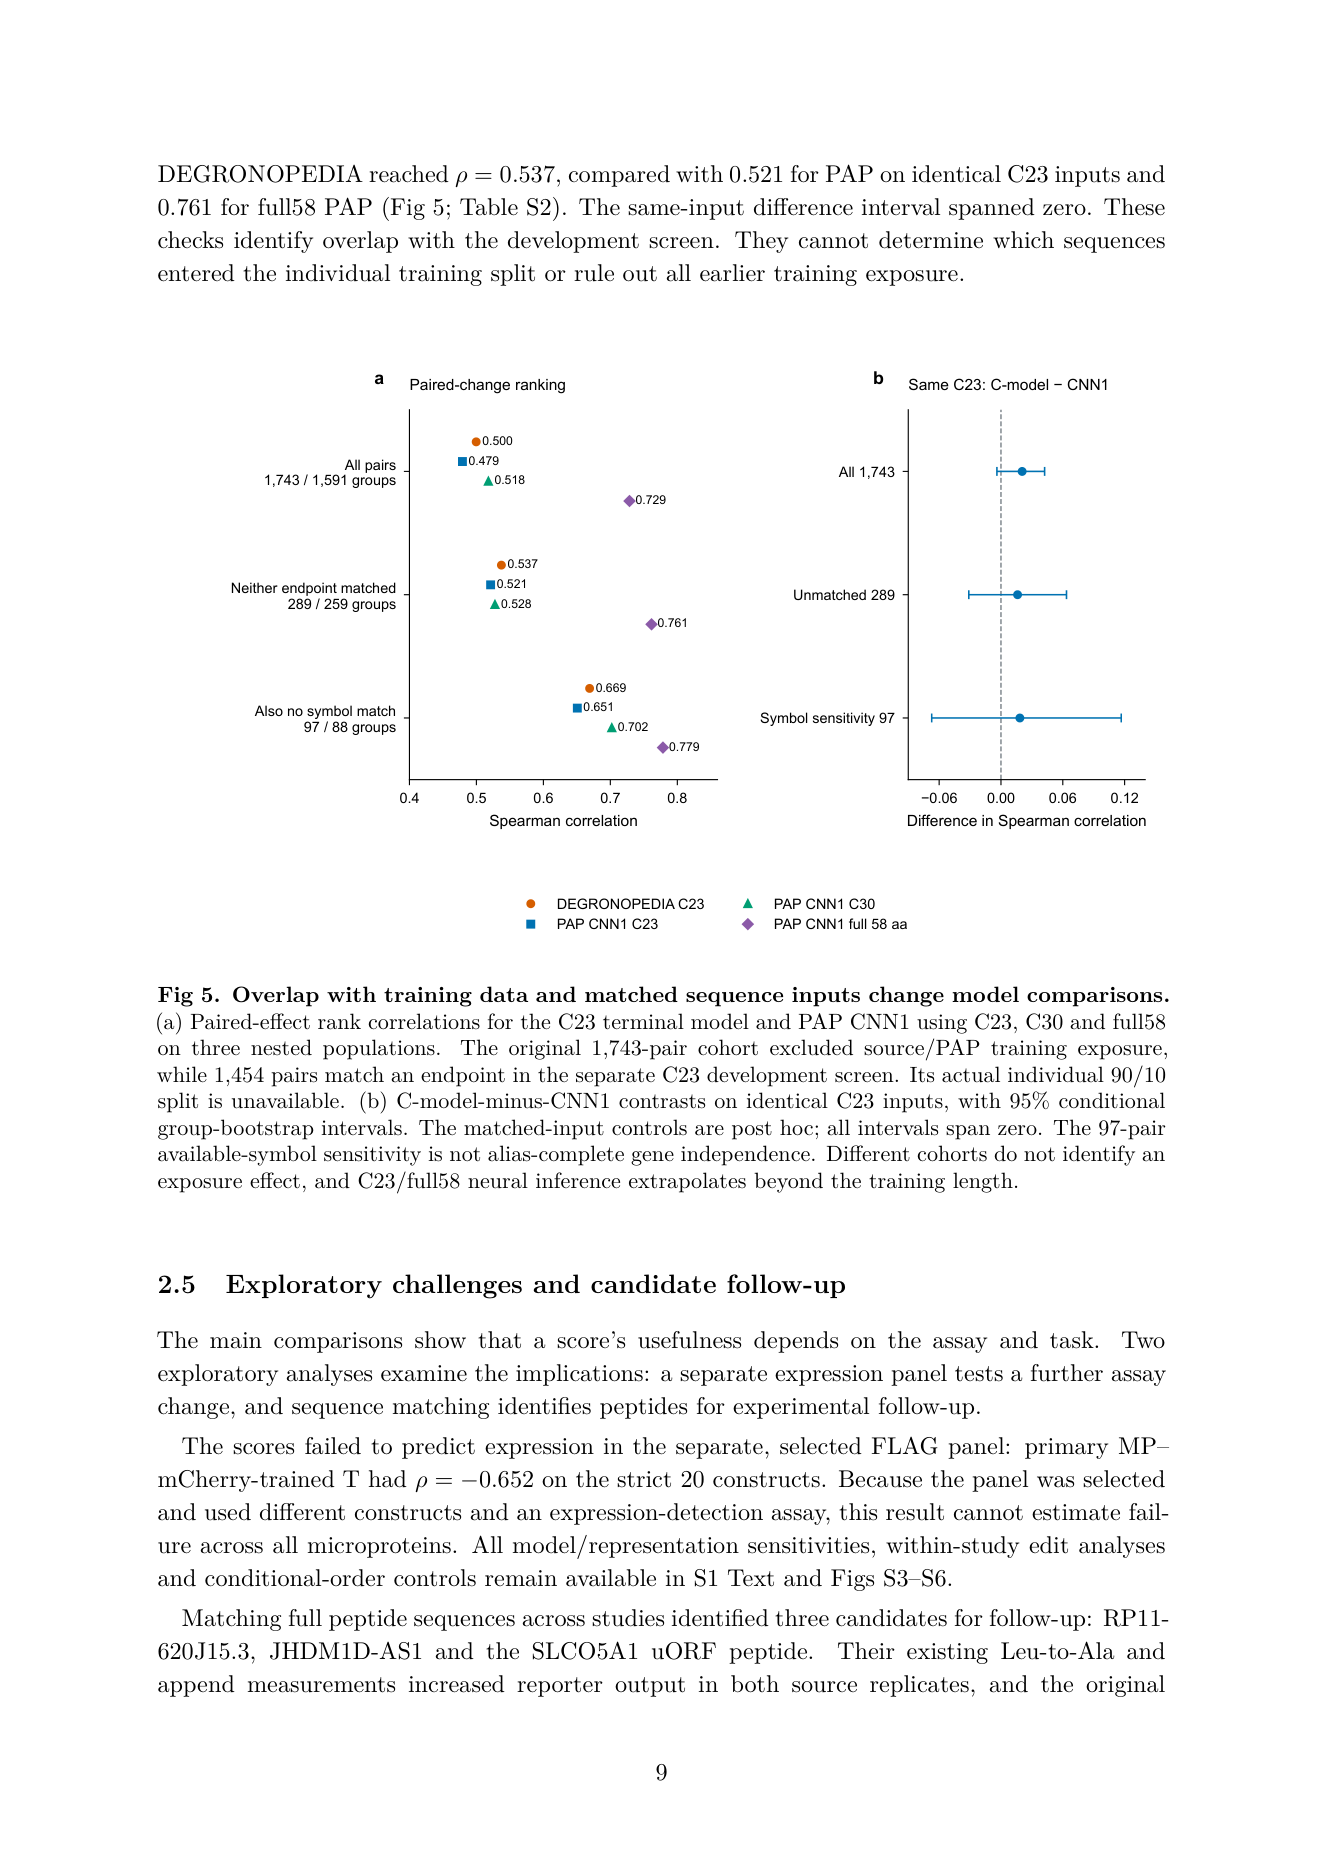 DEGRONOPEDIA reached ρ = 0.537, compared with 0.521 for PAP on identical C23 inputs and
0.761 for full58 PAP (Fig 5; Table S2). The same-input difference interval spanned zero. These
checks identify overlap with the development screen. They cannot determine which sequences
entered the individual training split or rule out all earlier training exposure.
a Paired-change ranking
All pairs
1,743 / 1,591 groups
0.500
0.479
0.518
0.729
Neither endpoint matched
289 / 259 groups
0.537
0.521
0.528
0.761
Also no symbol match
97 / 88 groups
0.669
0.651
0.702
0.779
0.4 0.5 0.6 0.7 0.8
Spearman correlation
b Same C23: C-model − CNN1
All 1,743
Unmatched 289
Symbol sensitivity 97
−0.06 0.00 0.06 0.12
Difference in Spearman correlation
DEGRONOPEDIA C23
PAP CNN1 C23
PAP CNN1 C30
PAP CNN1 full 58 aa
Fig 5. Overlap with training data and matched sequence inputs change model comparisons.
(a) Paired-effect rank correlations for the C23 terminal model and PAP CNN1 using C23, C30 and full58
on three nested populations. The original 1,743-pair cohort excluded source/PAP training exposure,
while 1,454 pairs match an endpoint in the separate C23 development screen. Its actual individual 90/10
split is unavailable. (b) C-model-minus-CNN1 contrasts on identical C23 inputs, with 95% conditional
group-bootstrap intervals. The matched-input controls are post hoc; all intervals span zero. The 97-pair
available-symbol sensitivity is not alias-complete gene independence. Different cohorts do not identify an
exposure effect, and C23/full58 neural inference extrapolates beyond the training length.
2.5 Exploratory challenges and candidate follow-up
The main comparisons show that a score's usefulness depends on the assay and task. Two
exploratory analyses examine the implications: a separate expression panel tests a further assay
change, and sequence matching identifies peptides for experimental follow-up.
The scores failed to predict expression in the separate, selected FLAG panel: primary MP–
mCherry-trained T had ρ = −0.652 on the strict 20 constructs. Because the panel was selected
and used different constructs and an expression-detection assay, this result cannot estimate fail-
ure across all microproteins. All model/representation sensitivities, within-study edit analyses
and conditional-order controls remain available in S1 Text and Figs S3–S6.
Matching full peptide sequences across studies identified three candidates for follow-up: RP11-
620J15.3, JHDM1D-AS1 and the SLCO5A1 uORF peptide. Their existing Leu-to-Ala and
append measurements increased reporter output in both source replicates, and the original
9